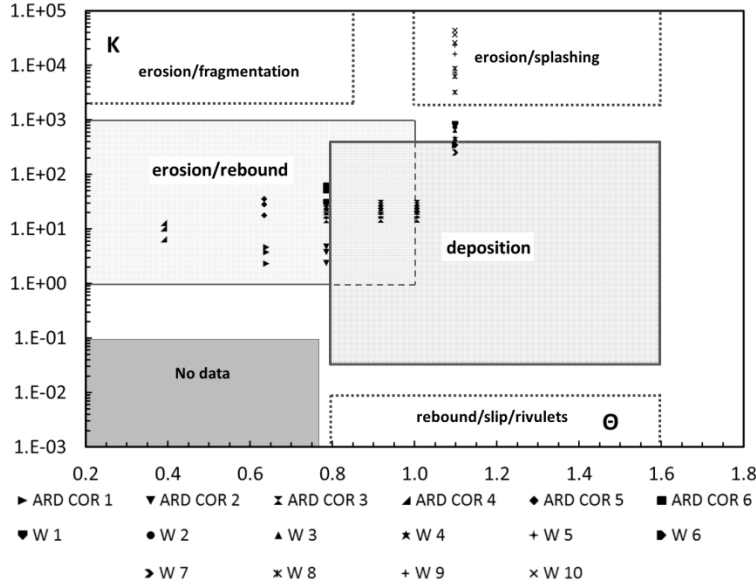 1.E+05
K
erosion/fragmentation
erosion/splashing
1.E+04
1.E+03
erosion/rebound
1.E+02
deposition
1.E+01
1.E+00
1.E-01
No data
1.E-02
rebound/slip/rivulets
Θ
1.E-03
0.2 0.4 0.6 0.8 1.0 1.2 1.4 1.6 1.8
ARD COR 1 ARD COR 2 ARD COR 3 ARD COR 4 ARD COR 5 ARD COR 6
W 1 W 2 W 3 W 4 W 5 W 6
W 7 W 8 W 9 W 10